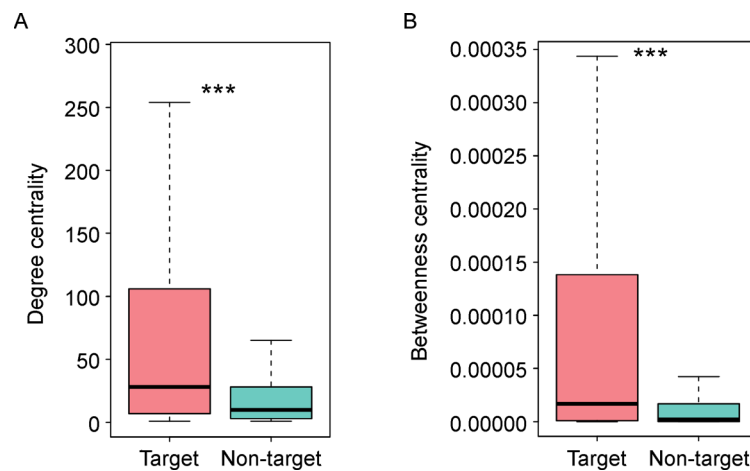 A
Degree centrality
300
250
200
150
100
50
0
***
Target
Non-target
B
Betweenness centrality
0.00035
0.00030
0.00025
0.00020
0.00015
0.00010
0.00005
0.00000
***
Target
Non-target